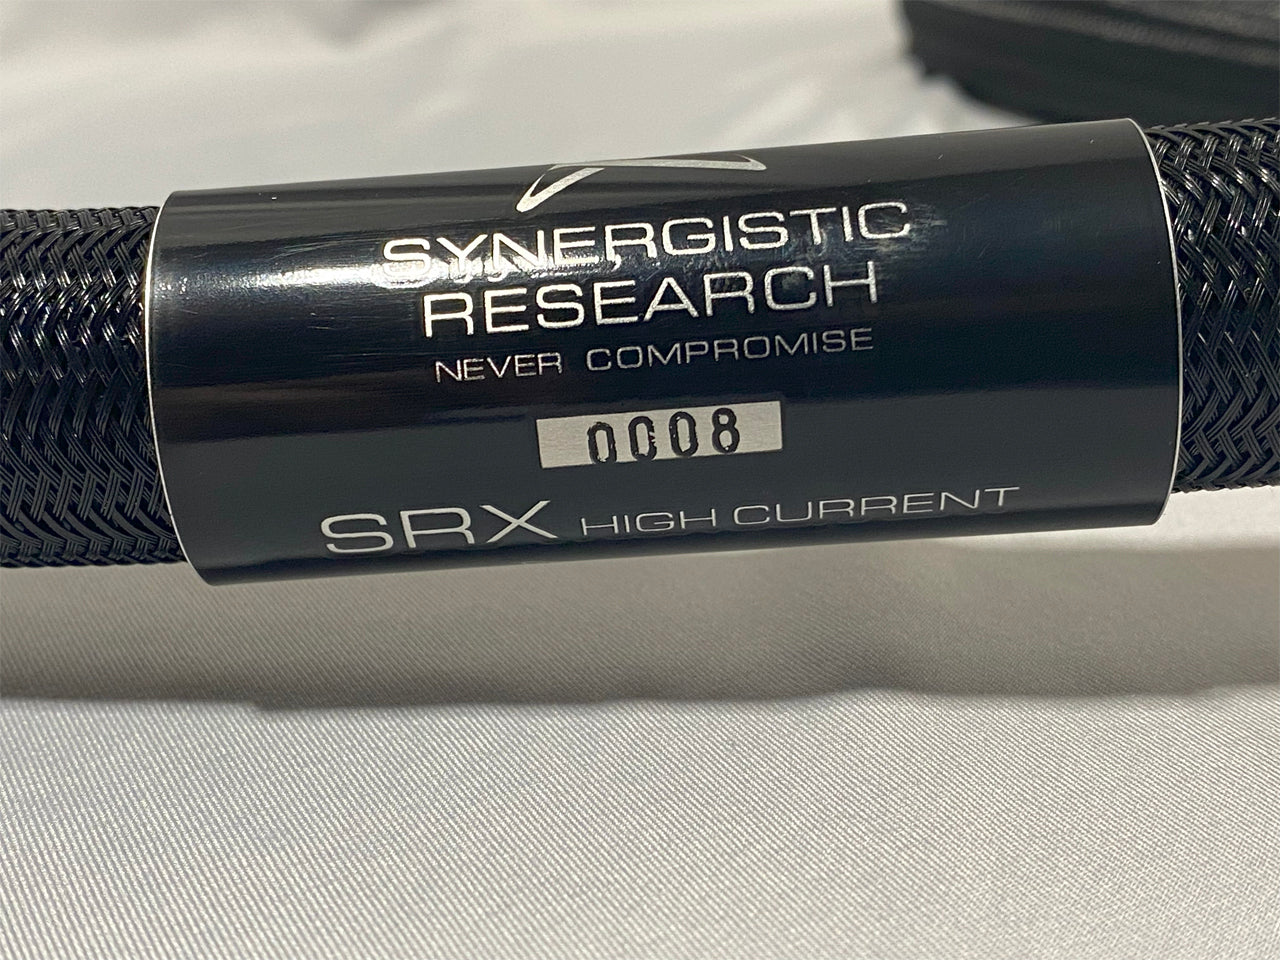 SYNERGISTIC
RESEARCH
NEVER COMPROMISE
0008
SRX HIGH CURRENT